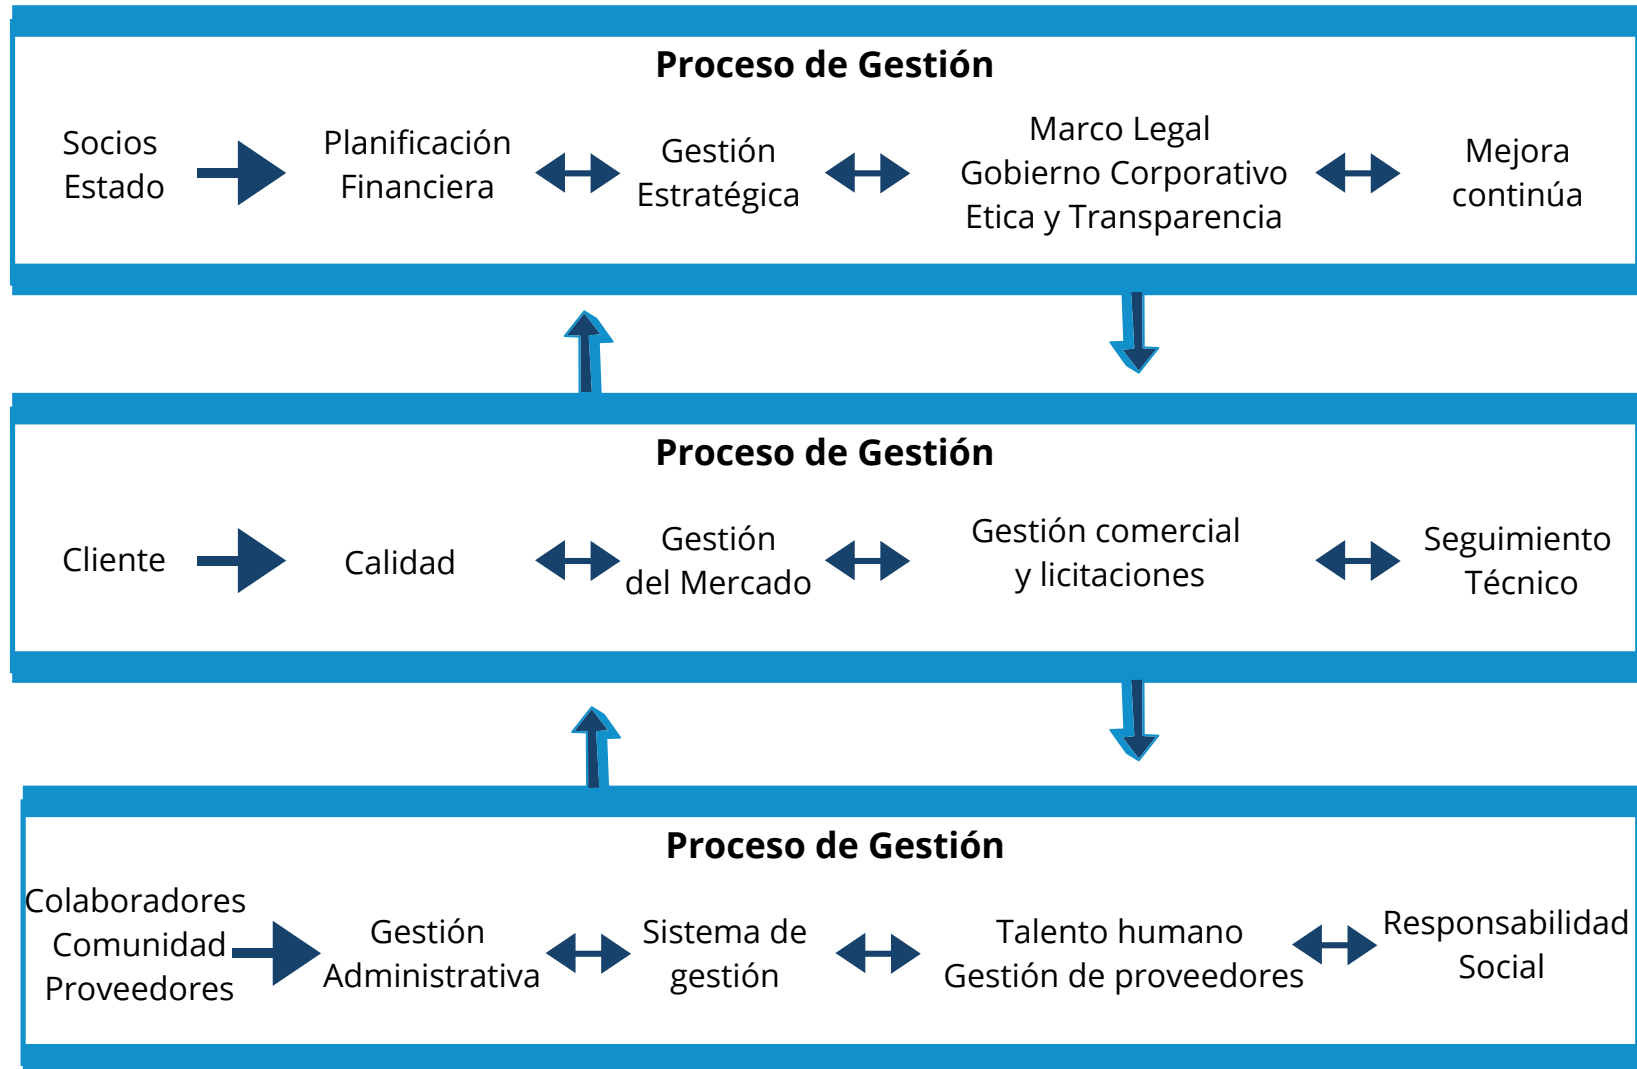 Proceso de Gestión
Socios
Estado
Planificación
Financiera
Gestión
Estratégica
Marco Legal
Gobierno Corporativo
Etica y Transparencia
Mejora
continúa
Proceso de Gestión
Cliente
Calidad
Gestión
del Mercado
Gestión comercial
y licitaciones
Seguimiento
Técnico
Proceso de Gestión
Colaboradores
Comunidad
Proveedores
Gestión
Administrativa
Sistema de
gestión
Talento humano
Gestión de proveedores
Responsabilidad
Social